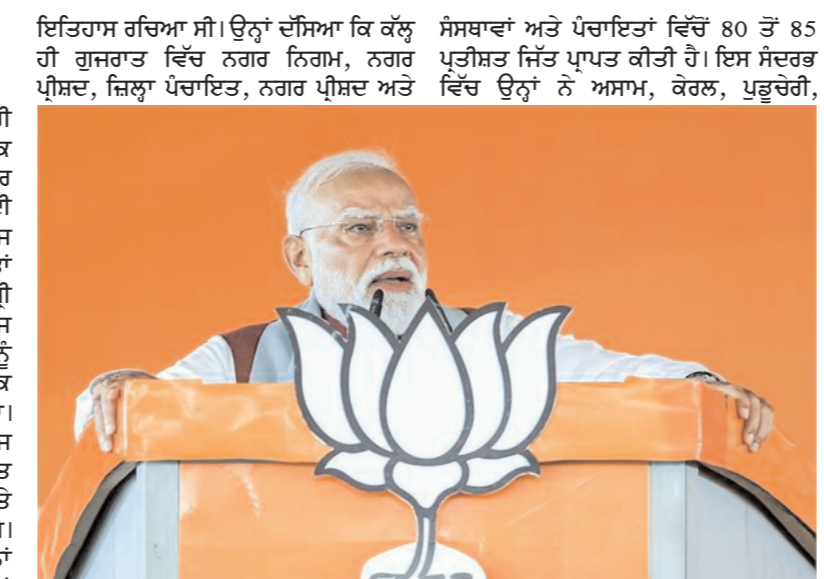 ਇਤਿਹਾਸ ਰਚਿਆ ਸੀ। ਉਨ੍ਹਾਂ ਦੱਸਿਆ ਕਿ ਕੱਲ੍ਹ
ਹੀ ਗੁਜਰਾਤ ਵਿੱਚ ਨਗਰ ਨਿਗਮ, ਨਗਰ
ਪ੍ਰੀਸ਼ਦ, ਜ਼ਿਲ੍ਹਾ ਪੰਚਾਇਤ, ਨਗਰ ਪ੍ਰੀਸ਼ਦ ਅਤੇ
ਸੰਸਥਾਵਾਂ ਅਤੇ ਪੰਚਾਇਤਾਂ ਵਿੱਚੋਂ 80 ਤੋਂ 85
ਪ੍ਰਤੀਸ਼ਤ ਜਿੱਤ ਪ੍ਰਾਪਤ ਕੀਤੀ ਹੈ। ਇਸ ਸੰਦਰਭ
ਵਿੱਚ ਉਨ੍ਹਾਂ ਨੇ ਅਸਾਮ, ਕੇਰਲ, ਪੁਡੂਚੇਰੀ,